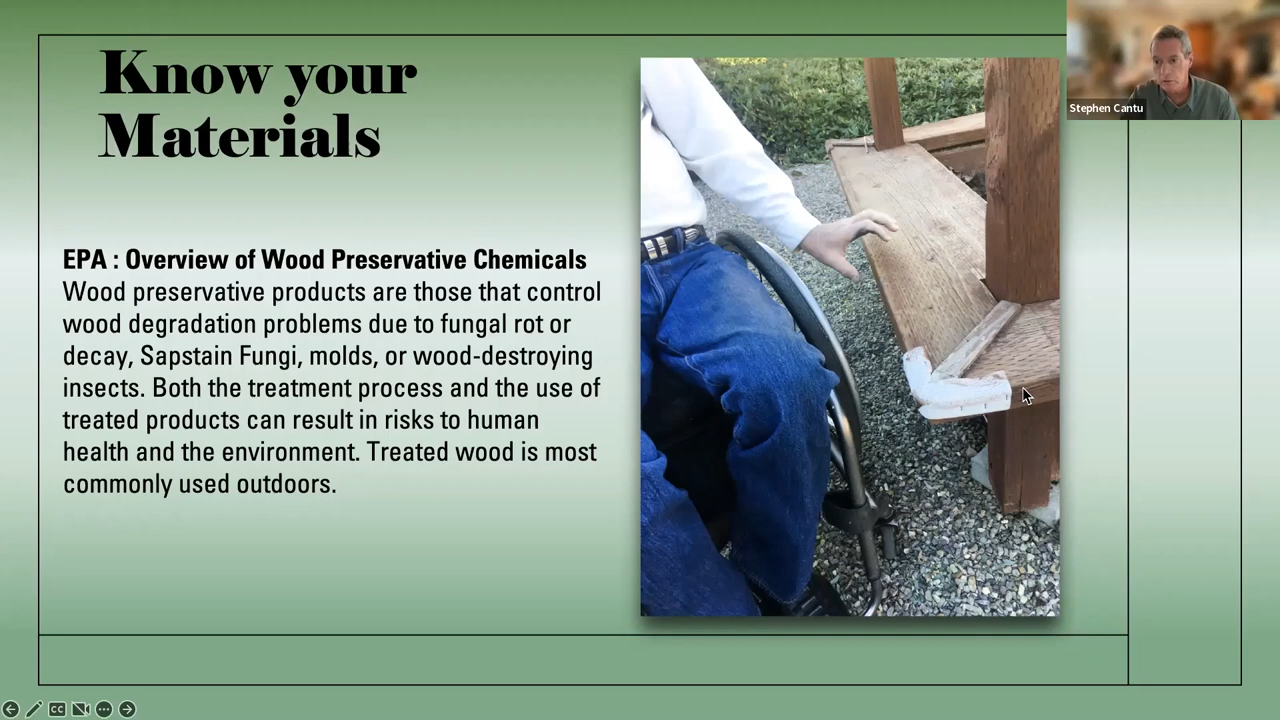 Know your
Materials
Stephen Cantu
EPA : Overview of Wood Preservative Chemicals
Wood preservative products are those that control
wood degradation problems due to fungal rot or
decay, Sapstain Fungi, molds, or wood-destroying
insects. Both the treatment process and the use of
treated products can result in risks to human
health and the environment. Treated wood is most
commonly used outdoors.
CC